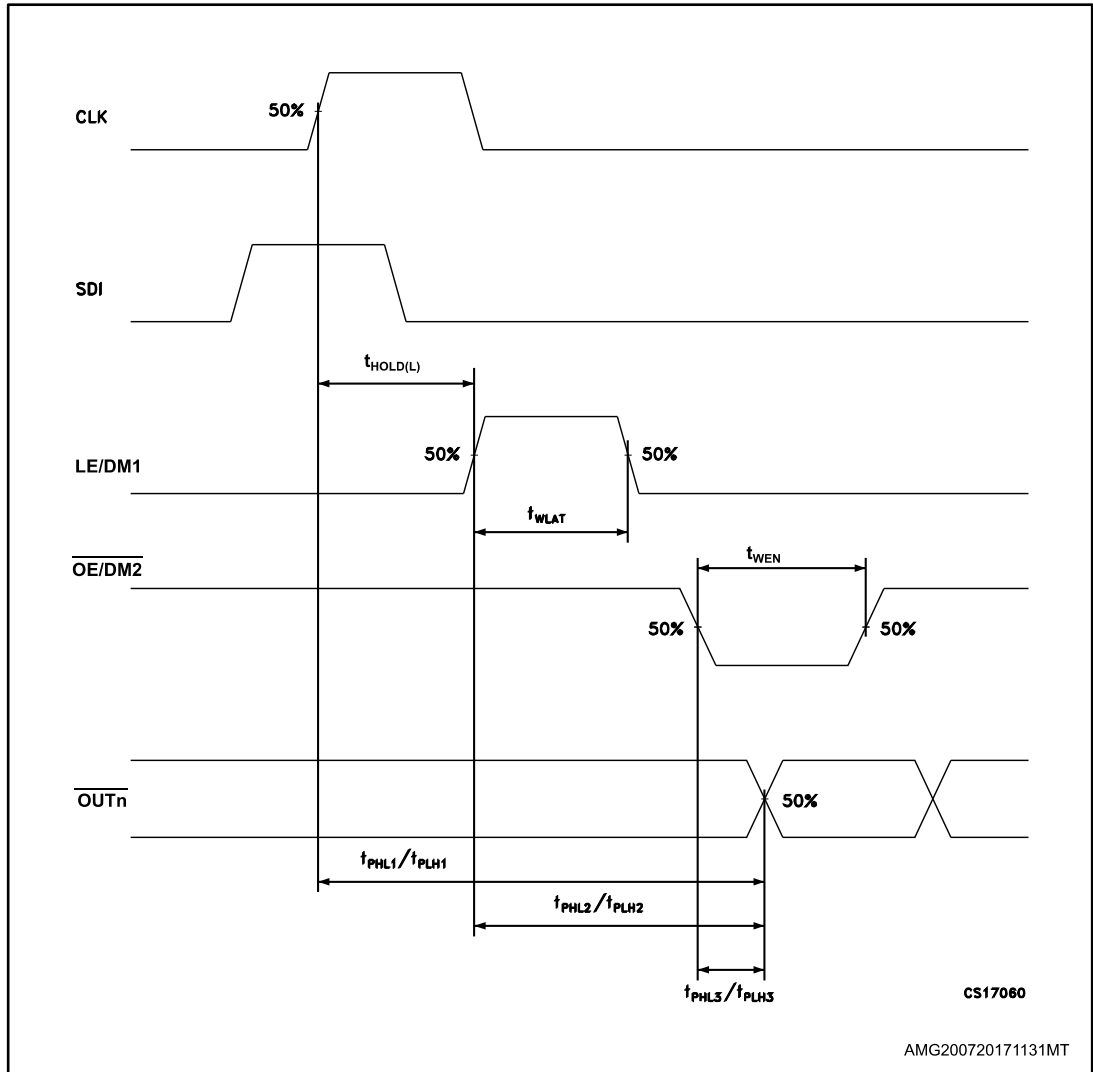 50%
CLK
SDI
tHOLD(L)
50%
50%
LE/DM1
tWLAT
tWEN
OE/DM2
50%
50%
OUTn
50%
tPHL1/tPLH1
tPHL2/tPLH2
tPHL3/tPLH3
CS17060
AMG200720171131MT